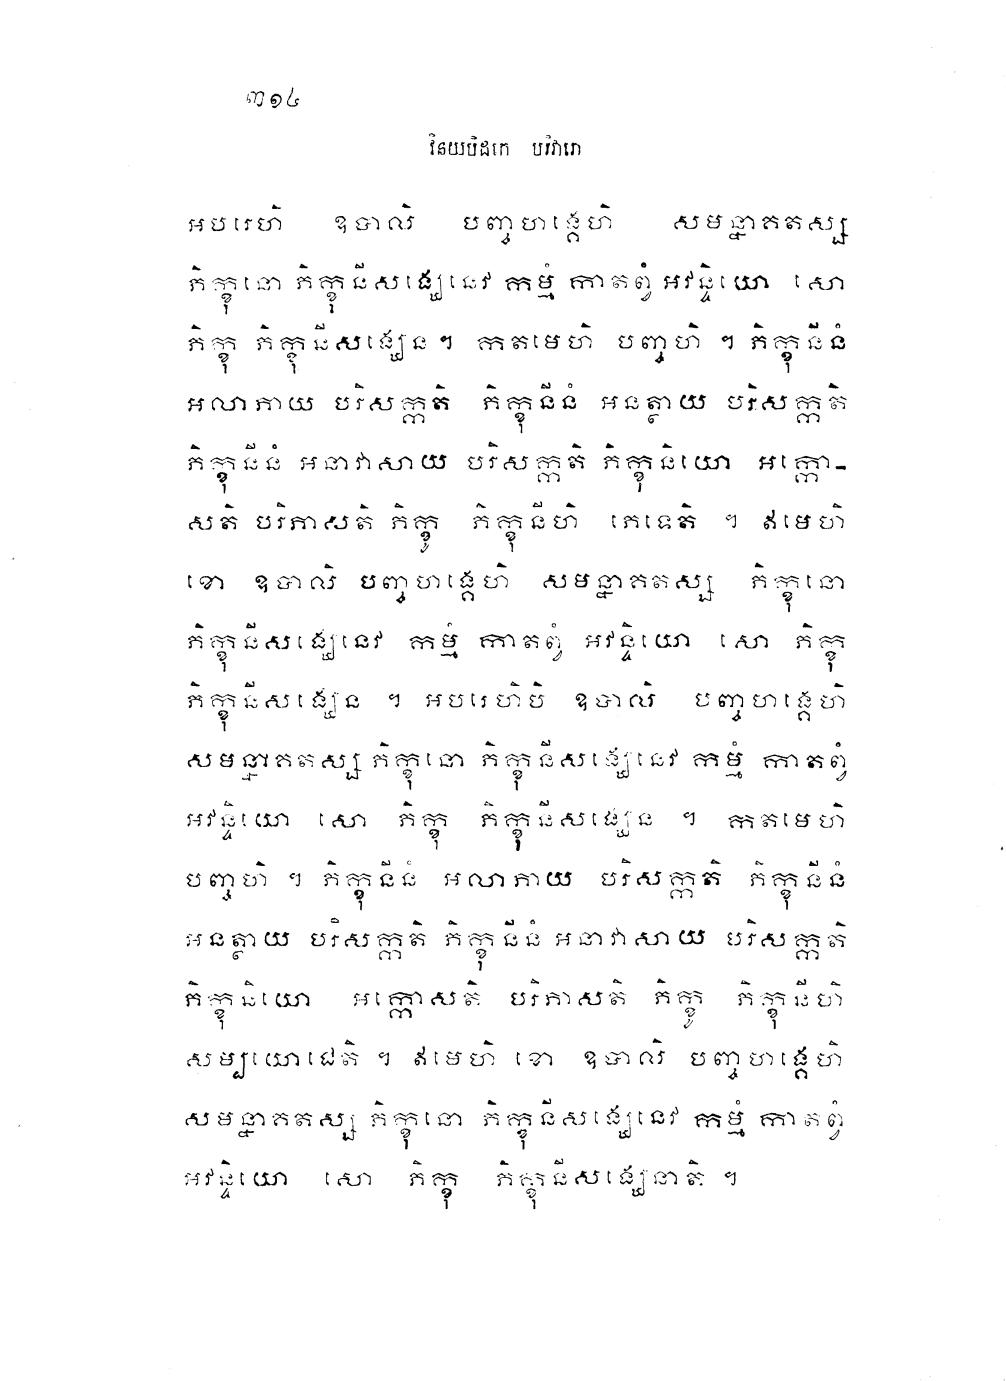 ៣១៤
វិនយបិដកេ បរិវារោ
អបរេហិ ឧបាលិ បញ្ចហង្គេហិ សមន្នាគតស្ស
ភិក្ខុនោ ភិក្ខុនីសង្ឃេនេវ កម្មំ កាតព្វំ អវន្ទិយោ សោ
ភិក្ខុ ភិក្ខុនីសង្ឃេន ។ កតមេហិ បញ្ចហិ ។ ភិក្ខុនីនំ
អលាភាយ បរិសក្កតិ ភិក្ខុនីនំ អនត្ថាយ បរិសក្កតិ
ភិក្ខុនីនំ អនាវាសាយ បរិសក្កតិ ភិក្ខុនិយោ អក្កោ-
សតិ បរិភាសតិ ភិក្ខូ ភិក្ខុនីហិ ភេទេតិ ។ ឥមេហិ
ខោ ឧបាលិ បញ្ចហង្គេហិ សមន្នាគតស្ស ភិក្ខុនោ
ភិក្ខុនីសង្ឃេនេវ កម្មំ កាតព្វំ អវន្ទិយោ សោ ភិក្ខុ
ភិក្ខុនីសង្ឃេន ។ អបរេហិបិ ឧបាលិ បញ្ចហង្គេហិ
សមន្នាគតស្ស ភិក្ខុនោ ភិក្ខុនីសង្ឃេនេវ កម្មំ កាតព្វំ
អវន្ទិយោ សោ ភិក្ខុ ភិក្ខុនីសង្ឃេន ។ កតមេហិ
បញ្ចហិ ។ ភិក្ខុនីនំ អលាភាយ បរិសក្កតិ ភិក្ខុនីនំ
អនត្ថាយ បរិសក្កតិ ភិក្ខុនីនំ អនាវាសាយ បរិសក្កតិ
ភិក្ខុនិយោ អក្កោសតិ បរិភាសតិ ភិក្ខូ ភិក្ខុនីហិ
សម្បយោជេតិ ។ ឥមេហិ ខោ ឧបាលិ បញ្ចហង្គេហិ
សមន្នាគតស្ស ភិក្ខុនោ ភិក្ខុនីសង្ឃេនេវ កម្មំ កាតព្វំ
អវន្ទិយោ សោ ភិក្ខុ ភិក្ខុនីសង្ឃេនាតិ ។